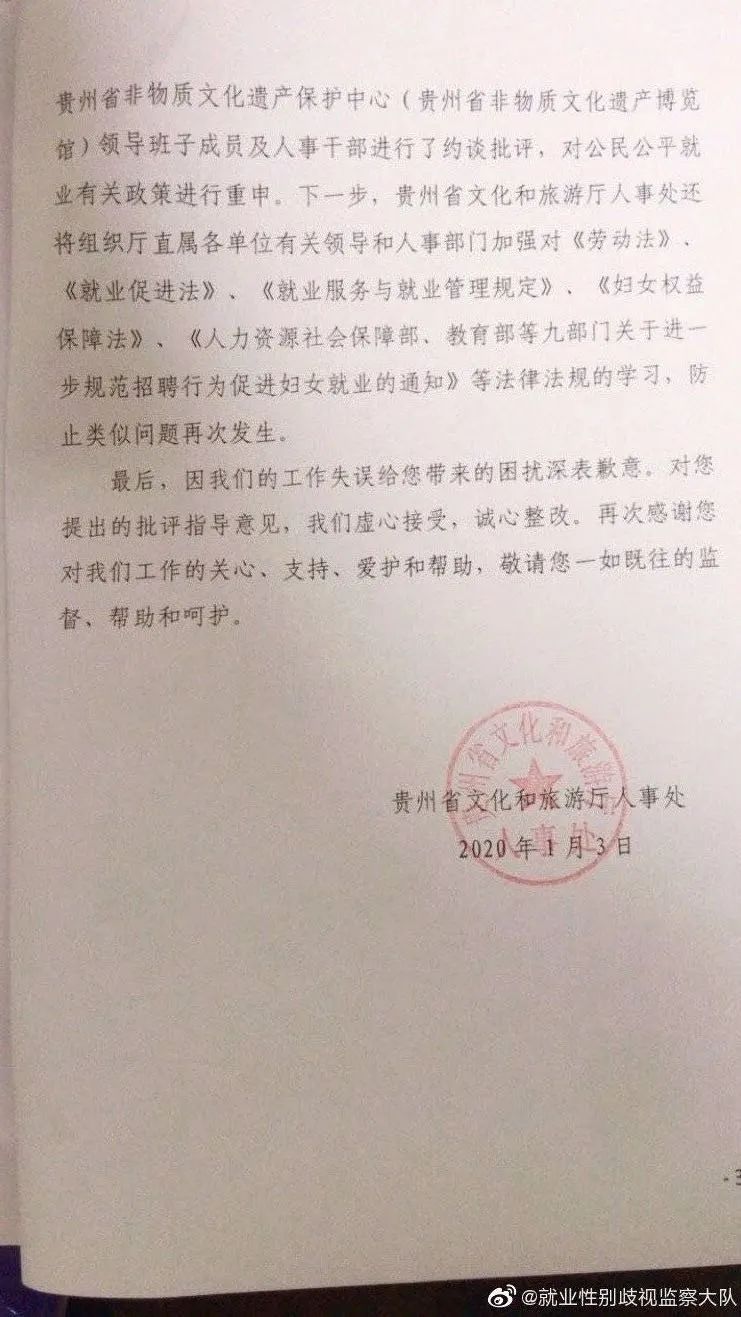 贵州省非物质文化遗产保护中心（贵州省非物质文化遗产博览
馆）领导班子成员及人事干部进行了约谈批评，对公民公平就
业有关政策进行重申。下一步，贵州省文化和旅游厅人事处还
将组织厅直属各单位有关领导和人事部门加强对《劳动法》、
《就业促进法》、《就业服务与就业管理规定》、《妇女权益
保障法》、《人力资源社会保障部、教育部等九部门关于进一
步规范招聘行为促进妇女就业的通知》等法律法规的学习，防
止类似问题再次发生。
最后，因我们的工作失误给您带来的困扰深表歉意。对您
提出的批评指导意见，我们虚心接受，诚心整改。再次感谢您
对我们工作的关心、支持、爱护和帮助，敬请您一如既往的监
督、帮助和呵护。
贵州省文化和旅游厅
人事处
贵州省文化和旅游厅人事处
2020年1月3日
- 3
@就业性别歧视监察大队